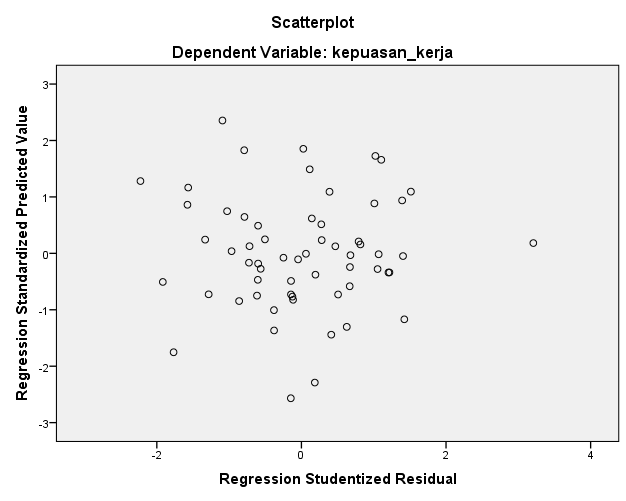 Scatterplot
Dependent Variable: kepuasan_kerja
Regression Standardized Predicted Value
3
2
1
0
-1
-2
-3
-2
0
2
4
Regression Studentized Residual